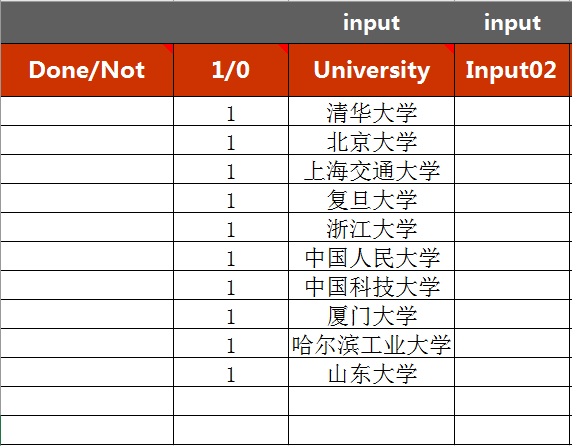 input input
Done/Not 1/0 University Input02
1 清华大学
1 北京大学
1 上海交通大学
1 复旦大学
1 浙江大学
1 中国人民大学
1 中国科技大学
1 厦门大学
1 哈尔滨工业大学
1 山东大学